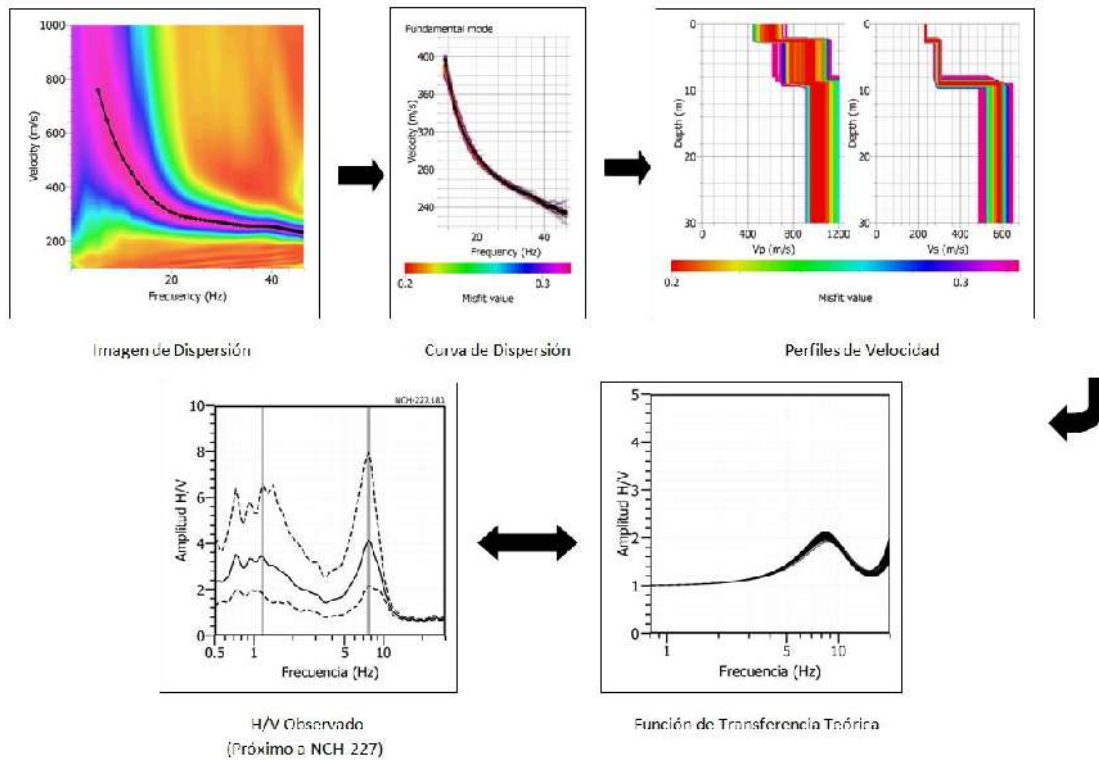 1000
800
600
400
200
Velocity (m/s)
20
40
Frecuency (Hz)
Fundamental mode
400
360
320
280
240
Velocity (m/s)
20
40
Frequency (Hz)
0.2
0.3
Misfit value
0
10
20
30
Depth (m)
0
400
800
1200
Vp (m/s)
0
10
20
30
Depth (m)
0
200
400
600
Vs (m/s)
0.2
0.3
Misfit value
Imagen de Dispersión
Curva de Dispersión
Perfiles de Velocidad
NCH-227.183
10
8
6
4
2
0
Amplitud H/V
0.5
1
5
10
Frecuencia (Hz)
5
4
3
2
1
0
Amplitud H/V
1
5
10
Frecuencia (Hz)
H/V Observado
(Próximo a NCH 227)
Función de Transferencia Teórica